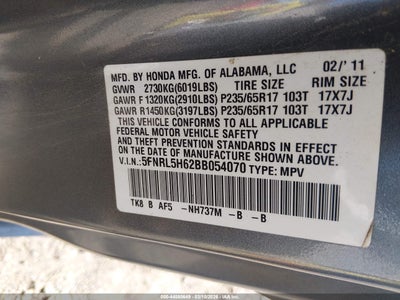 MFD. BY HONDA MFG. OF ALABAMA, LLC 02/' 11
GVWR 2730KG(6019LBS) TIRE SIZE RIM SIZE
GAWR F 1320KG(2910LBS) P235/65R17 103T 17X7J
GAWR R1450KG(3197LBS) P235/65R17 103T 17X7J
THIS VEHICLE CONFORMS TO ALL APPLICABLE
FEDERAL MOTOR VEHICLE SAFETY AND
THEFT PREVENTION STANDARDS IN EFFECT ON
THE DATE OF MANUFACTURE SHOWN ABOVE.
V.I.N.: 5FNRL5H62BB054070 TYPE: MPV
TK8 B AF5 -NH737M -B -B